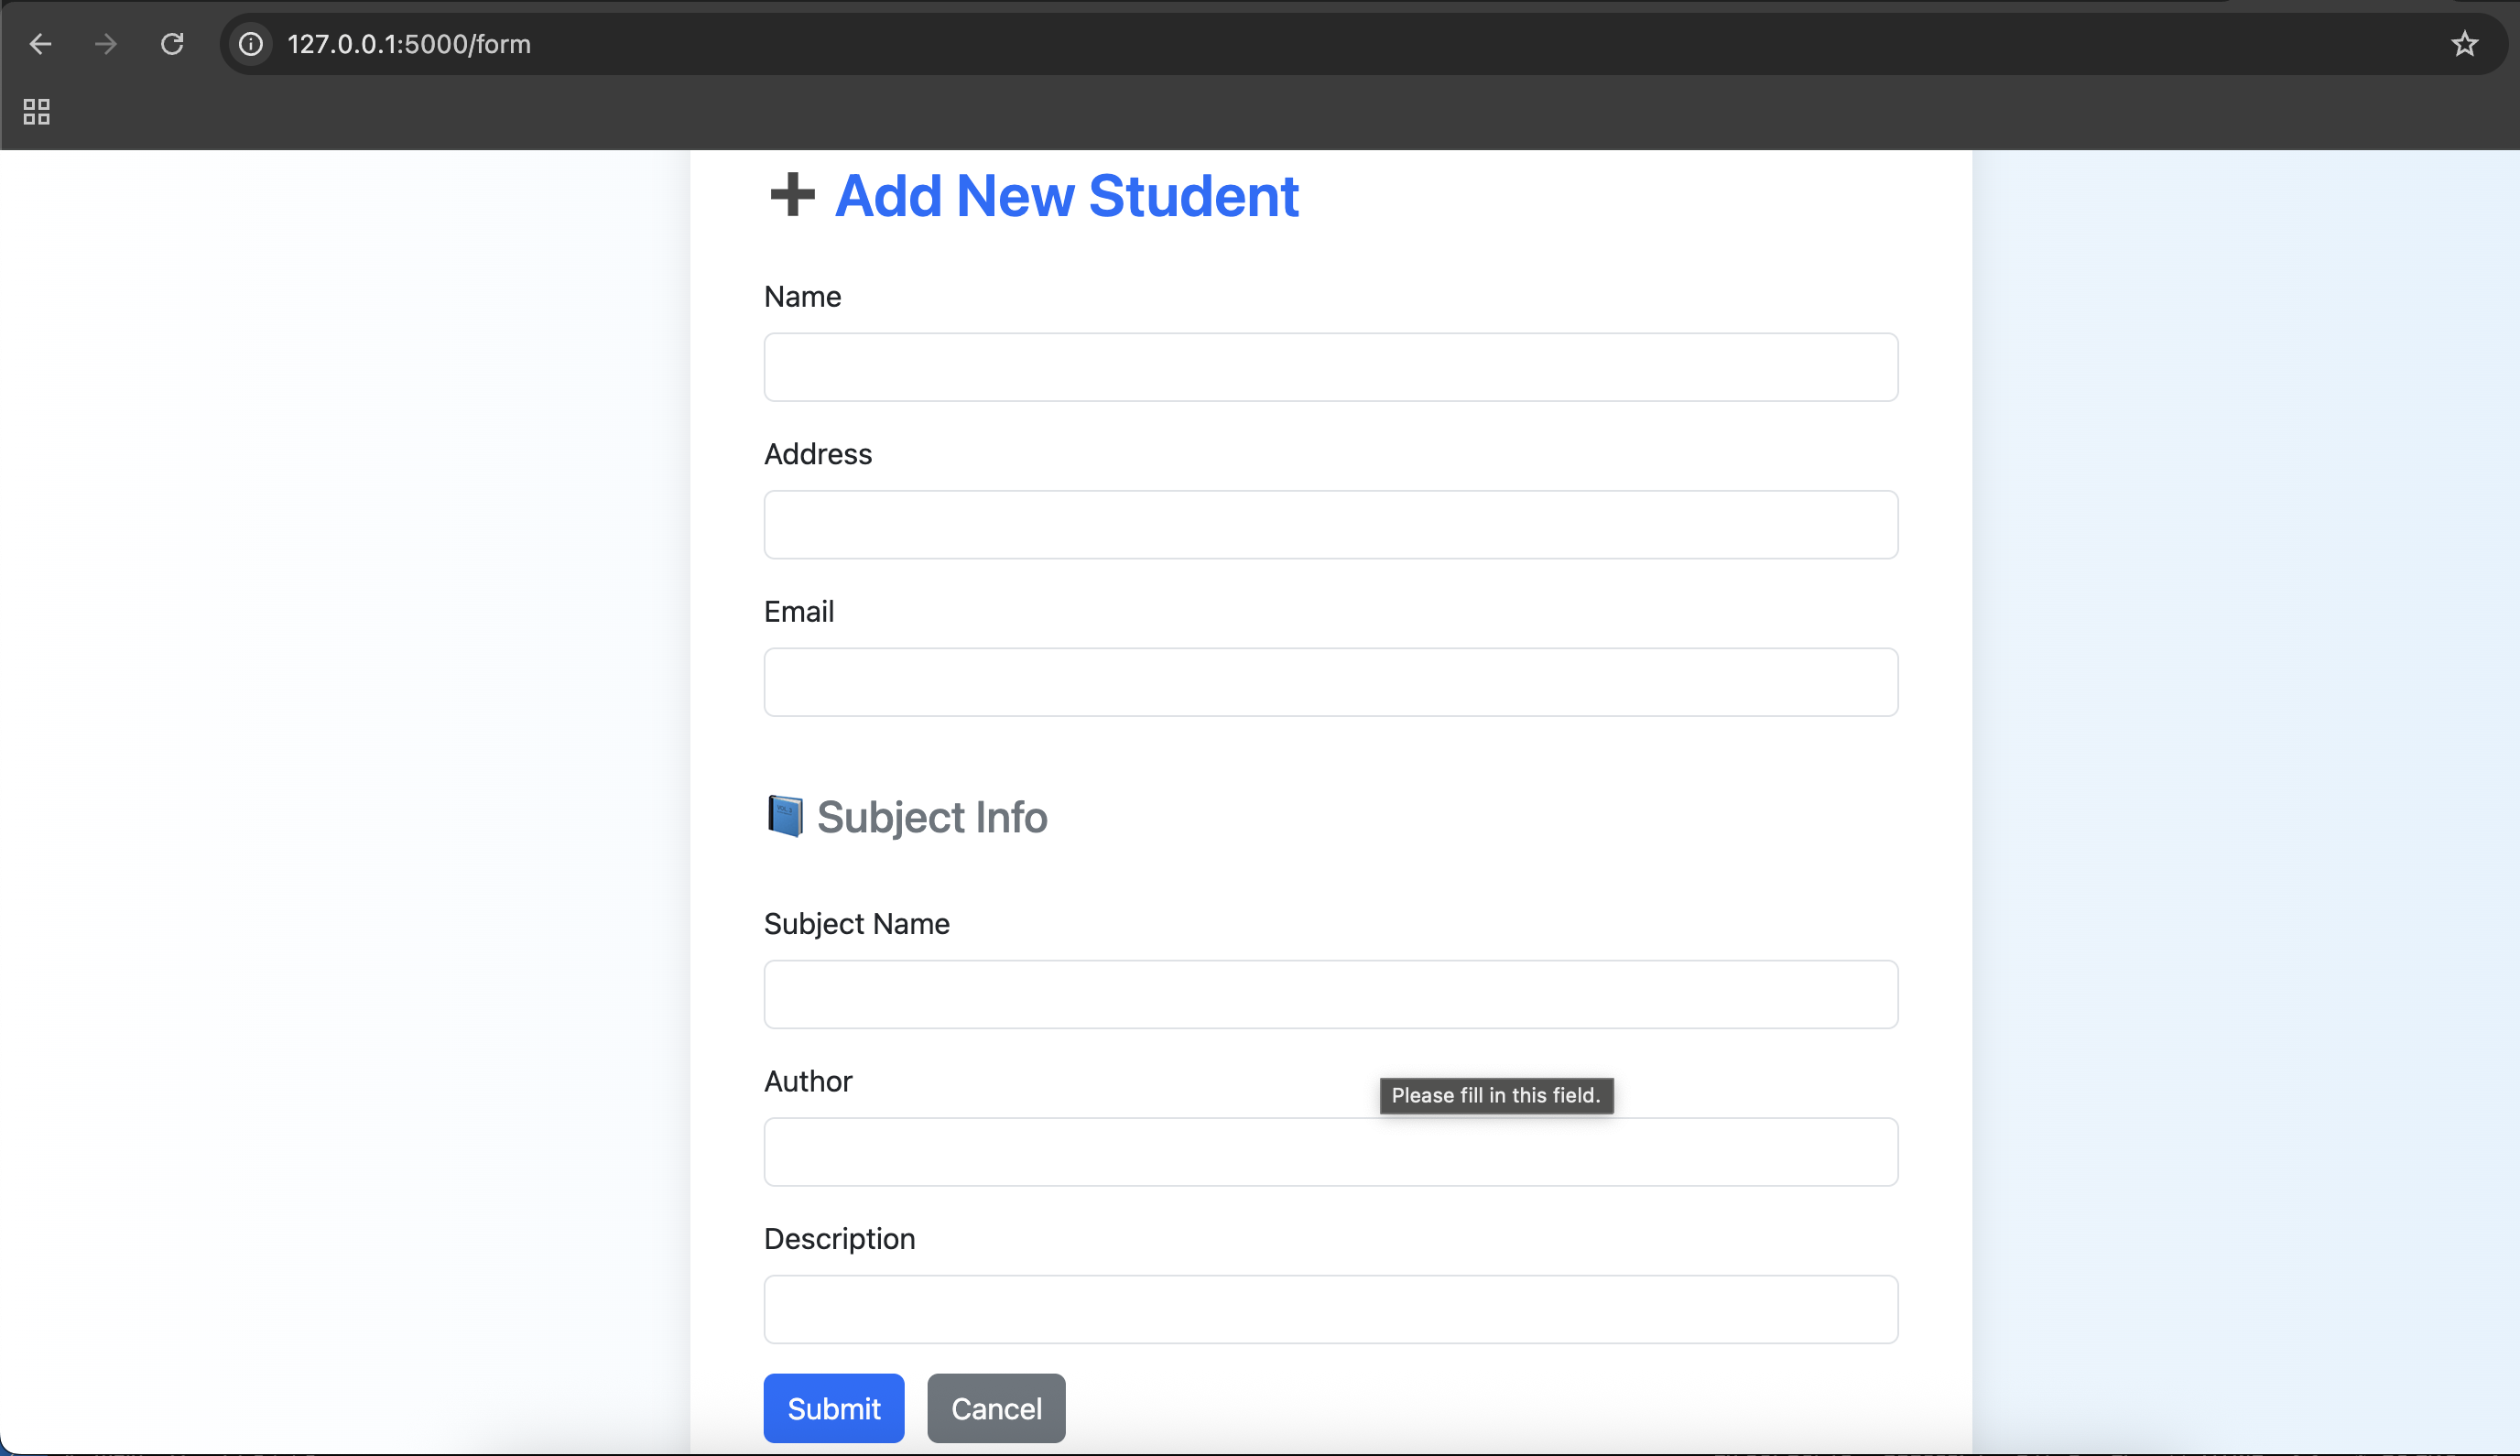 127.0.0.1:5000/form
Add New Student
Name
Address
Email
Subject Info
Subject Name
Author
Please fill in this field.
Description
Submit Cancel